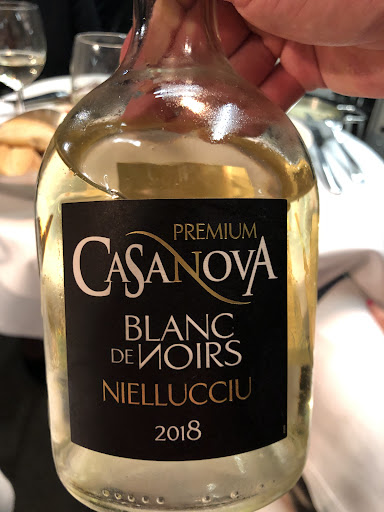 PREMIUM
CASANOVA
BLANC
DE NOIRS
NIELLUCCIU
2018